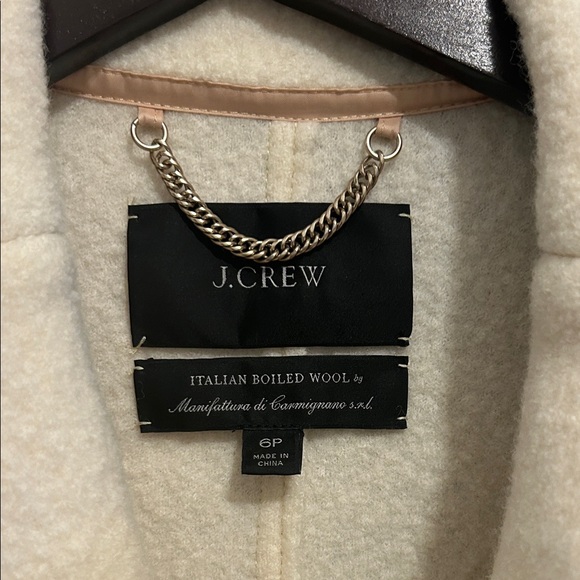 J.CREW
ITALIAN BOILED WOOL by
Manifattura di Carmignano s.r.l.
6P
MADE IN
CHINA